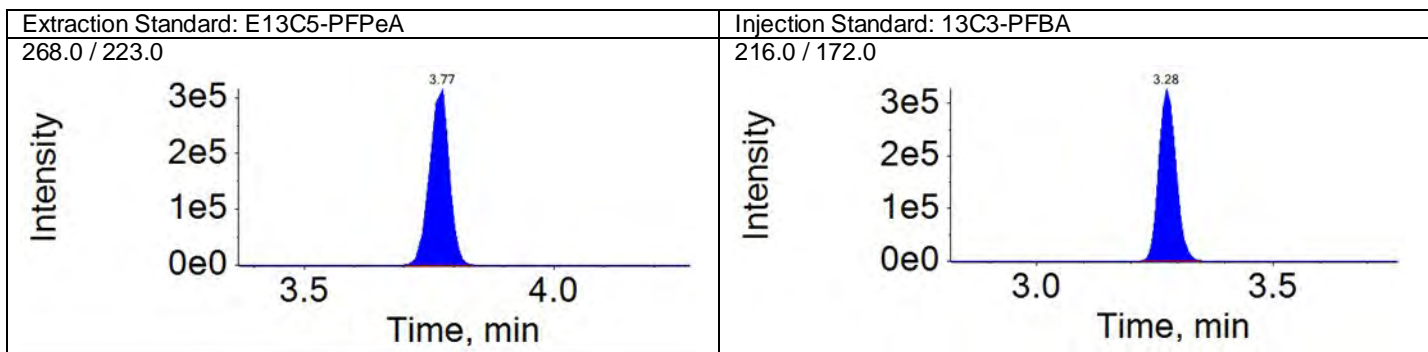 Extraction Standard: E13C5-PFPeA
268.0 / 223.0
3.77
3e5
2e5
1e5
0e0
Intensity
3.5 4.0
Time, min
Injection Standard: 13C3-PFBA
216.0 / 172.0
3.28
3e5
2e5
1e5
0e0
Intensity
3.0 3.5
Time, min